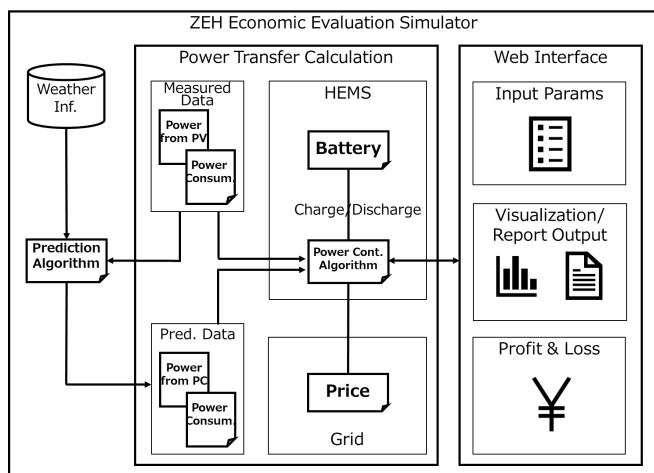 ZEH Economic Evaluation Simulator
Weather
Inf.
Prediction
Algorithm
Power Transfer Calculation
Measured
Data
Power
from PV
Power
Consum.
Pred. Data
Power
from PC
Power
Consum.
HEMS
Battery
Charge/Discharge
Power Cont.
Algorithm
Price
Grid
Web Interface
Input Params
Visualization/
Report Output
Profit & Loss
¥